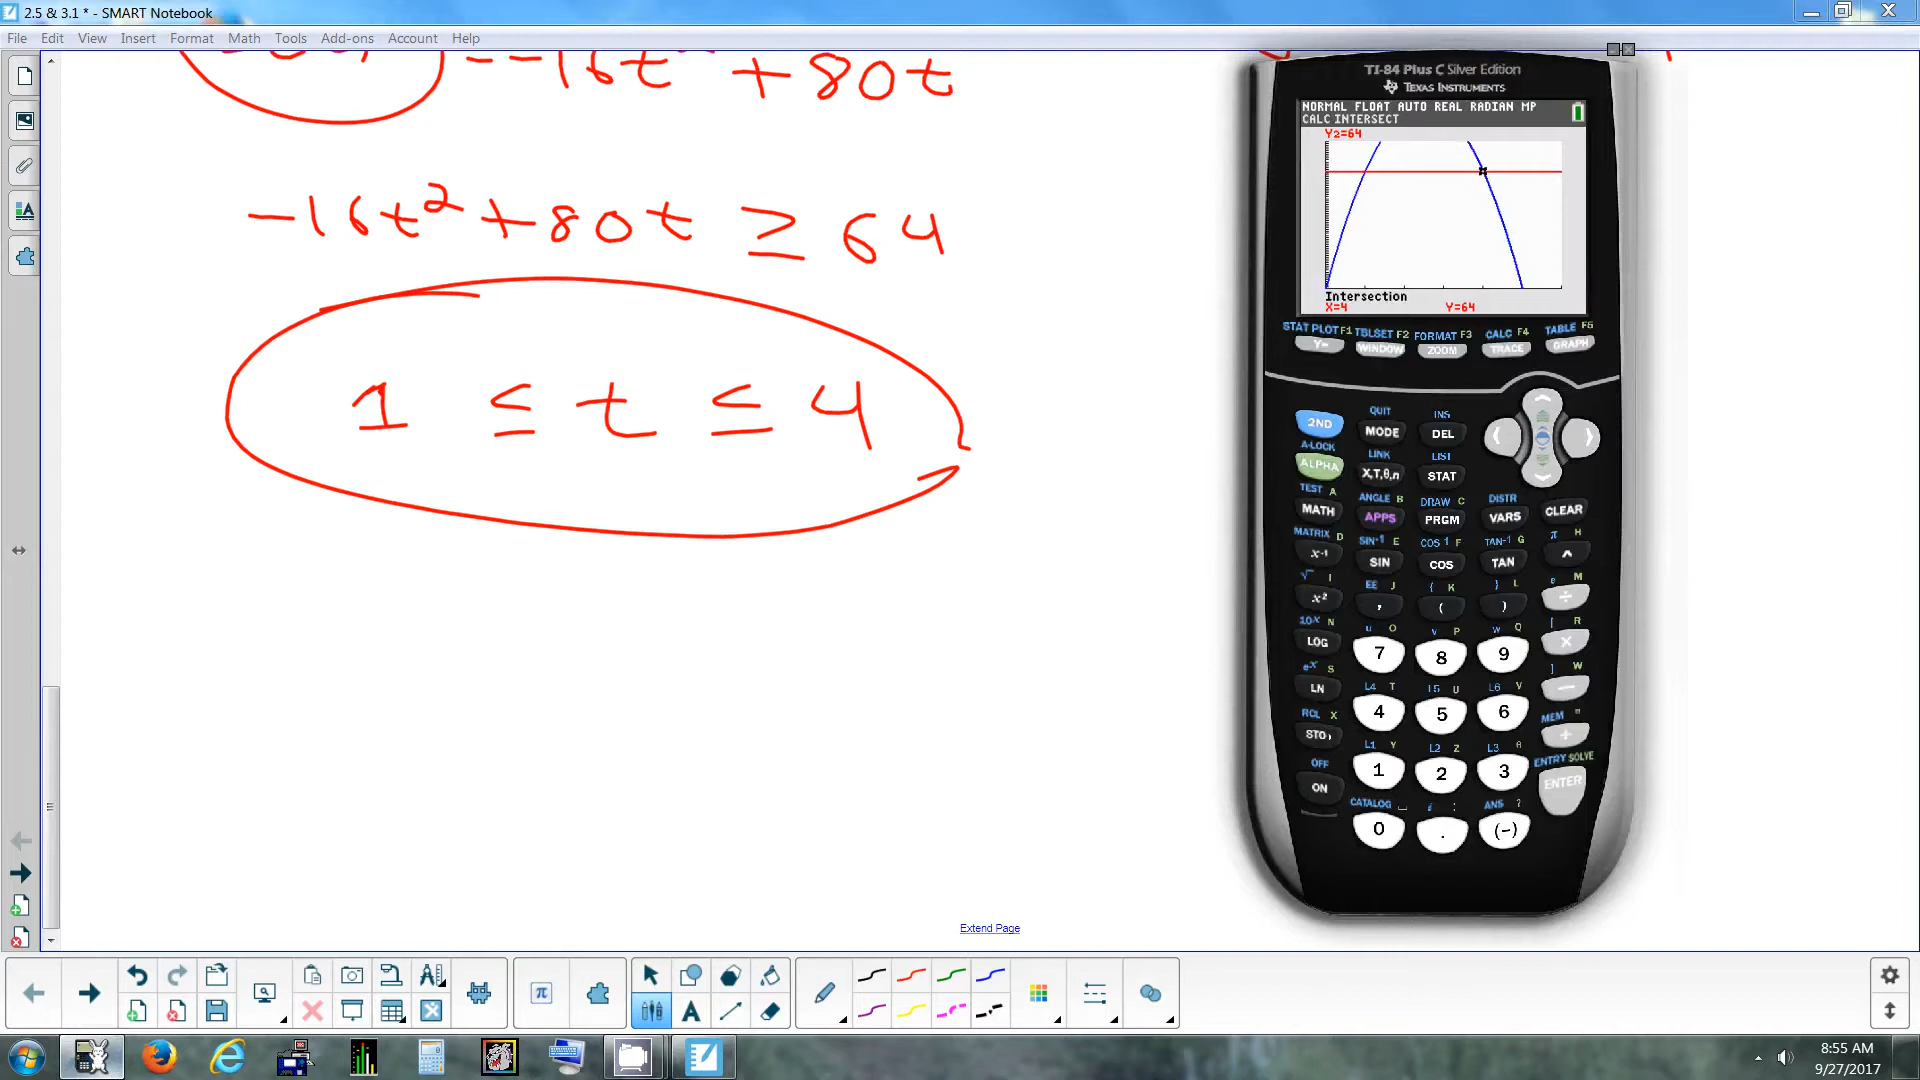 2.5 & 3.1 * - SMART Notebook
File Edit View Insert Format Math Tools Add-ons Account Help
= -16t² + 80t
-16t² + 80t ≥ 64
1 ≤ t ≤ 4
TI-84 Plus C Silver Edition
TEXAS INSTRUMENTS
NORMAL FLOAT AUTO REAL RADIAN MP
CALC INTERSECT
Y2=64
Intersection
X=4 Y=64
STAT PLOT F1 TBLSET F2 FORMAT F3 CALC F4 TABLE F5
Y= WINDOW ZOOM TRACE GRAPH
QUIT INS
2ND MODE DEL
A-LOCK LINK LIST
ALPHA X,T,θ,n STAT
TEST A ANGLE B DRAW C DISTR
MATH APPS PRGM VARS CLEAR
MATRIX D SIN⁻¹ E COS⁻¹ F TAN⁻¹ G π H
x⁻¹ SIN COS TAN ^
√ I EE J { K } L e M
x² , ( ) ÷
10ˣ N u O v P w Q [ R
LOG 7 8 9 ×
eˣ S L4 T L5 U L6 V ] W
LN 4 5 6 −
RCL X L1 Y L2 Z L3 θ MEM "
STO 1 2 3 +
OFF CATALOG i : ANS ? ENTRY SOLVE
ON 0 . (-) ENTER
Extend Page
π
A
8:55 AM
9/27/2017